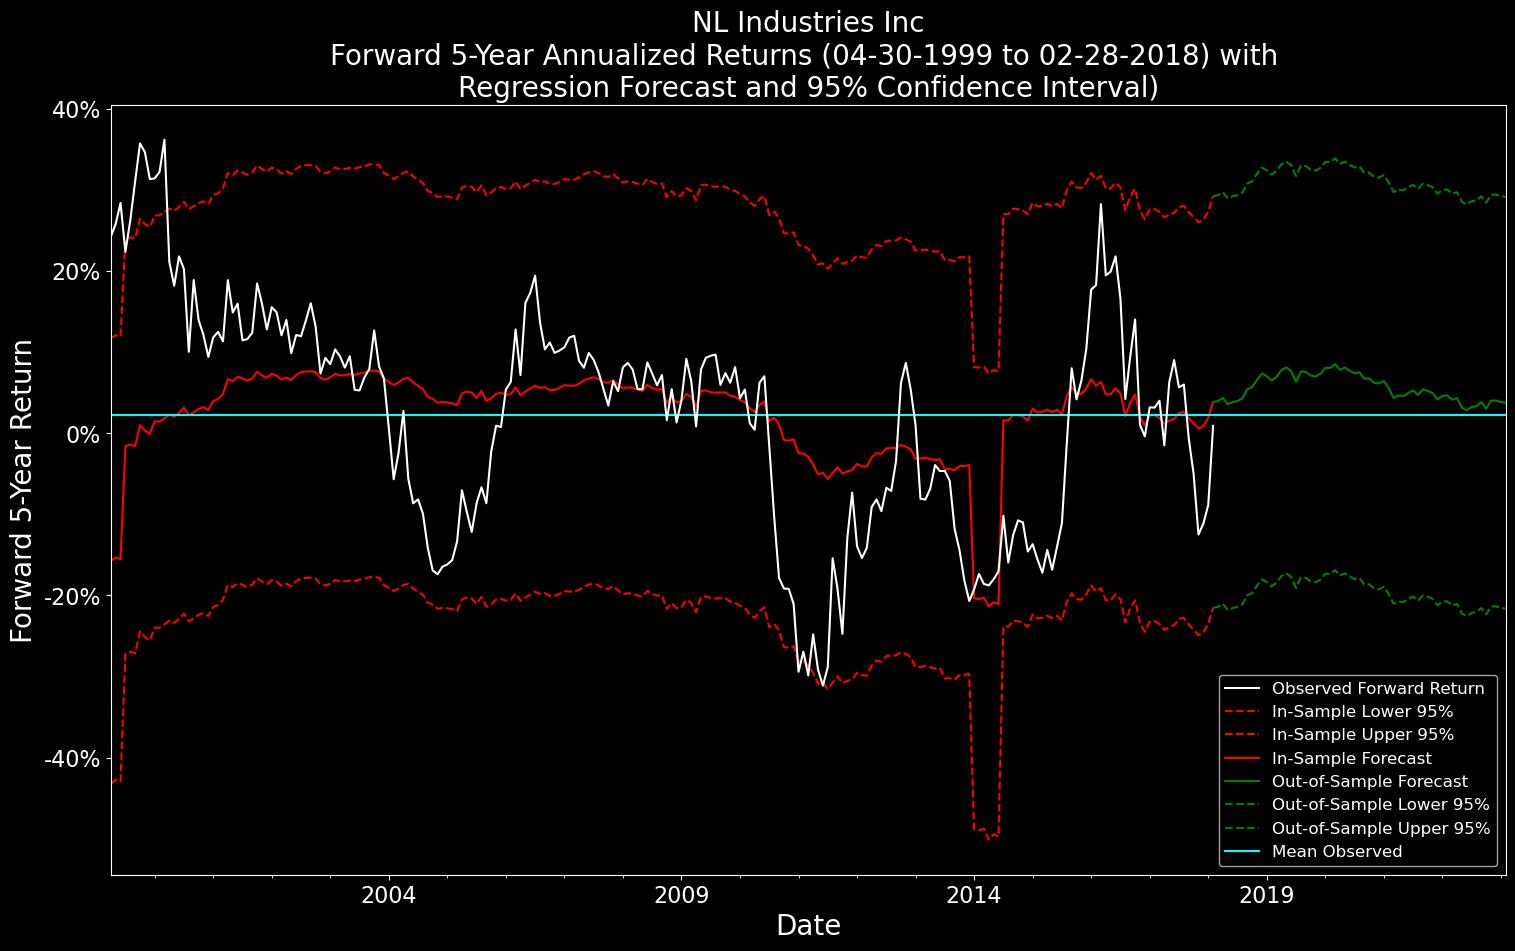 NL Industries Inc
Forward 5-Year Annualized Returns (04-30-1999 to 02-28-2018) with
Regression Forecast and 95% Confidence Interval)
Forward 5-Year Return
40%
20%
0%
-20%
-40%
2004
2009
2014
2019
Date
Observed Forward Return
In-Sample Lower 95%
In-Sample Upper 95%
In-Sample Forecast
Out-of-Sample Forecast
Out-of-Sample Lower 95%
Out-of-Sample Upper 95%
Mean Observed